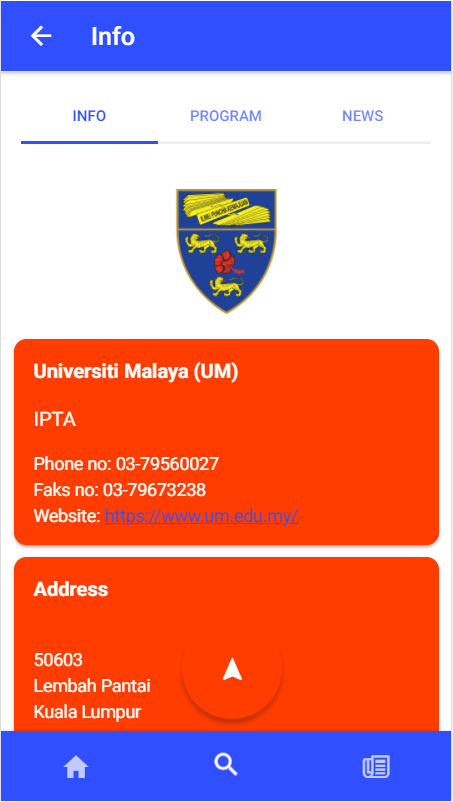 Info
INFO
PROGRAM
NEWS
ILMU PUNCHA KEMAJUAN
Universiti Malaya (UM)
IPTA
Phone no: 03-79560027
Faks no: 03-79673238
Website: https://www.um.edu.my/
Address
50603
Lembah Pantai
Kuala Lumpur